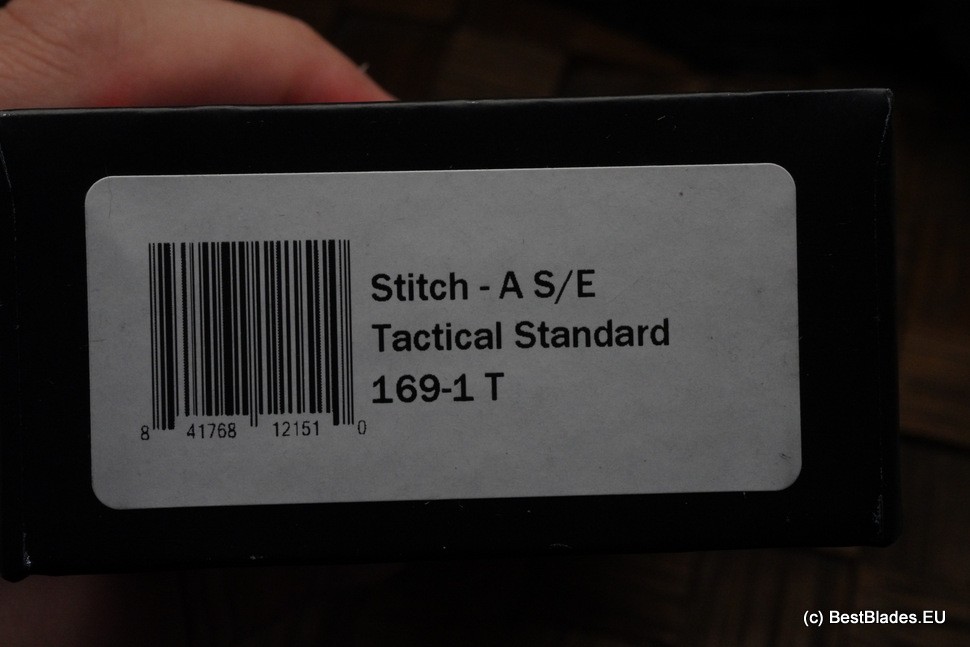 Stitch - A S/E
Tactical Standard
169-1 T
8 41768 12151 0
(c) BestBlades.EU